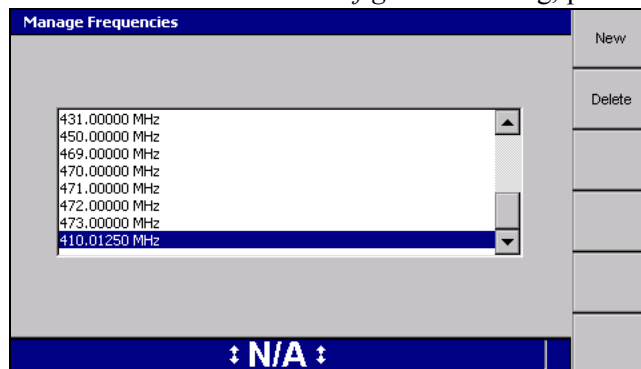 Manage Frequencies
New
Delete
431.00000 MHz
450.00000 MHz
469.00000 MHz
470.00000 MHz
471.00000 MHz
472.00000 MHz
473.00000 MHz
410.01250 MHz
↕ N/A ↕